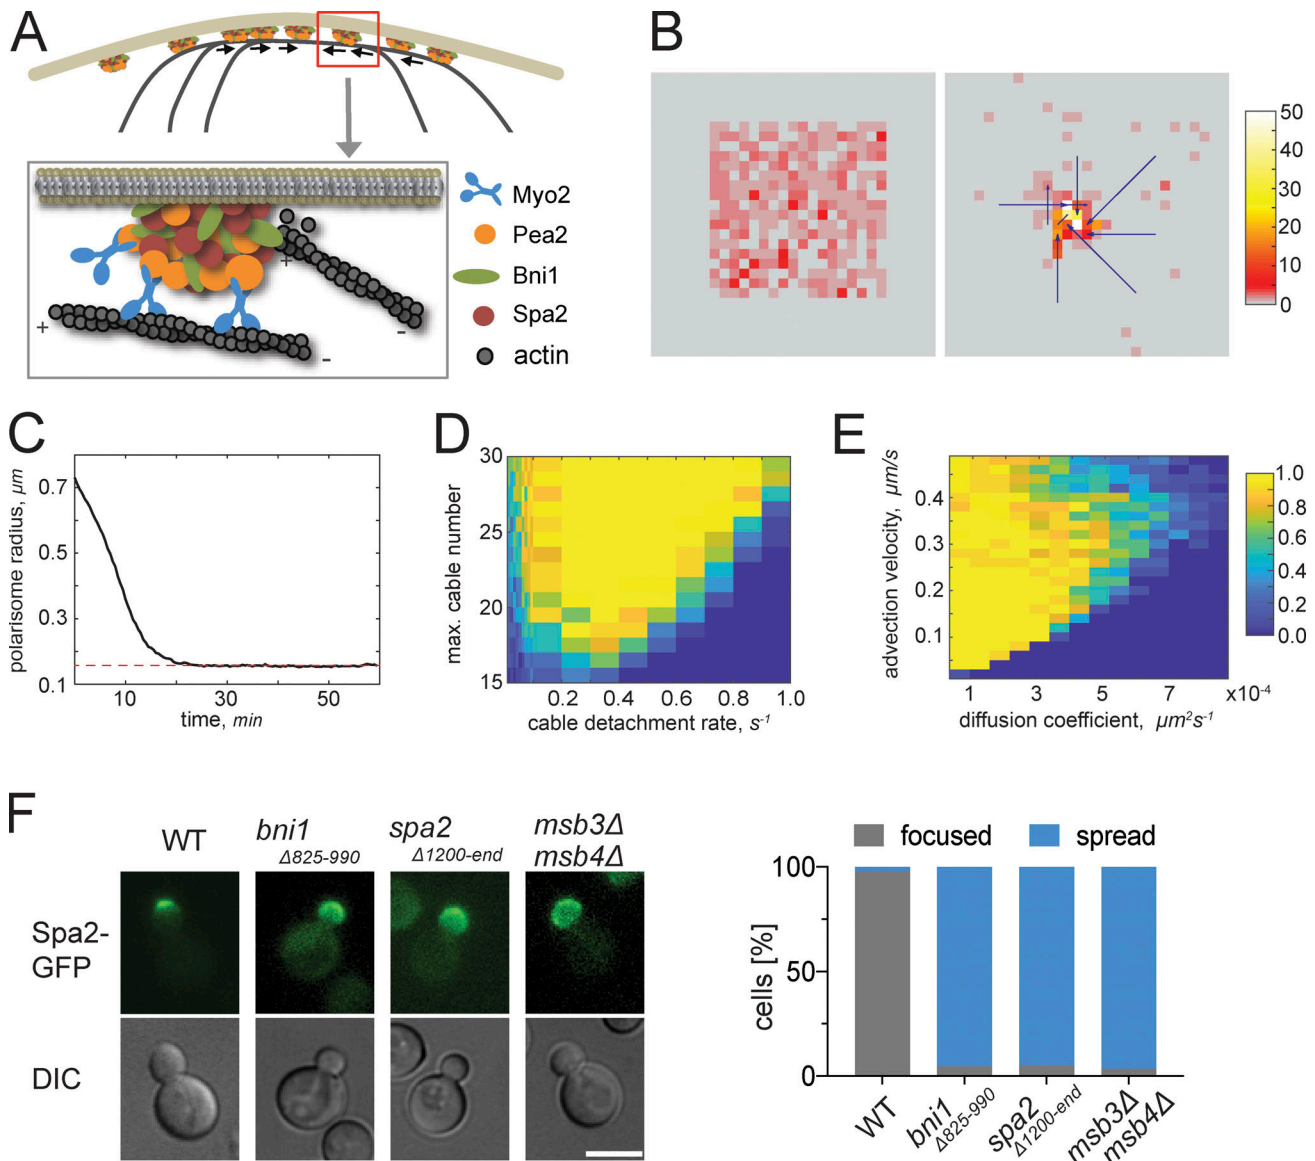 A
Myo2
Pea2
Bni1
Spa2
actin
+
-
+
-
B
50
40
30
20
10
0
C
polarisome radius, µm
0.7
0.5
0.3
0.1
10
30
50
time, min
D
max. cable number
30
25
20
15
0.2
0.4
0.6
0.8
1.0
cable detachment rate, s-1
E
advection velocity, µm/s
0.4
0.3
0.2
0.1
1
3
5
7
x10-4
diffusion coefficient, µm2s-1
1.0
0.8
0.6
0.4
0.2
0.0
F
WT
bni1
Δ825-990
spa2
Δ1200-end
msb3Δ
msb4Δ
Spa2-
GFP
DIC
focused
spread
cells [%]
100
50
0
WT
bni1
Δ825-990
spa2
Δ1200-end
msb3Δ
msb4Δ